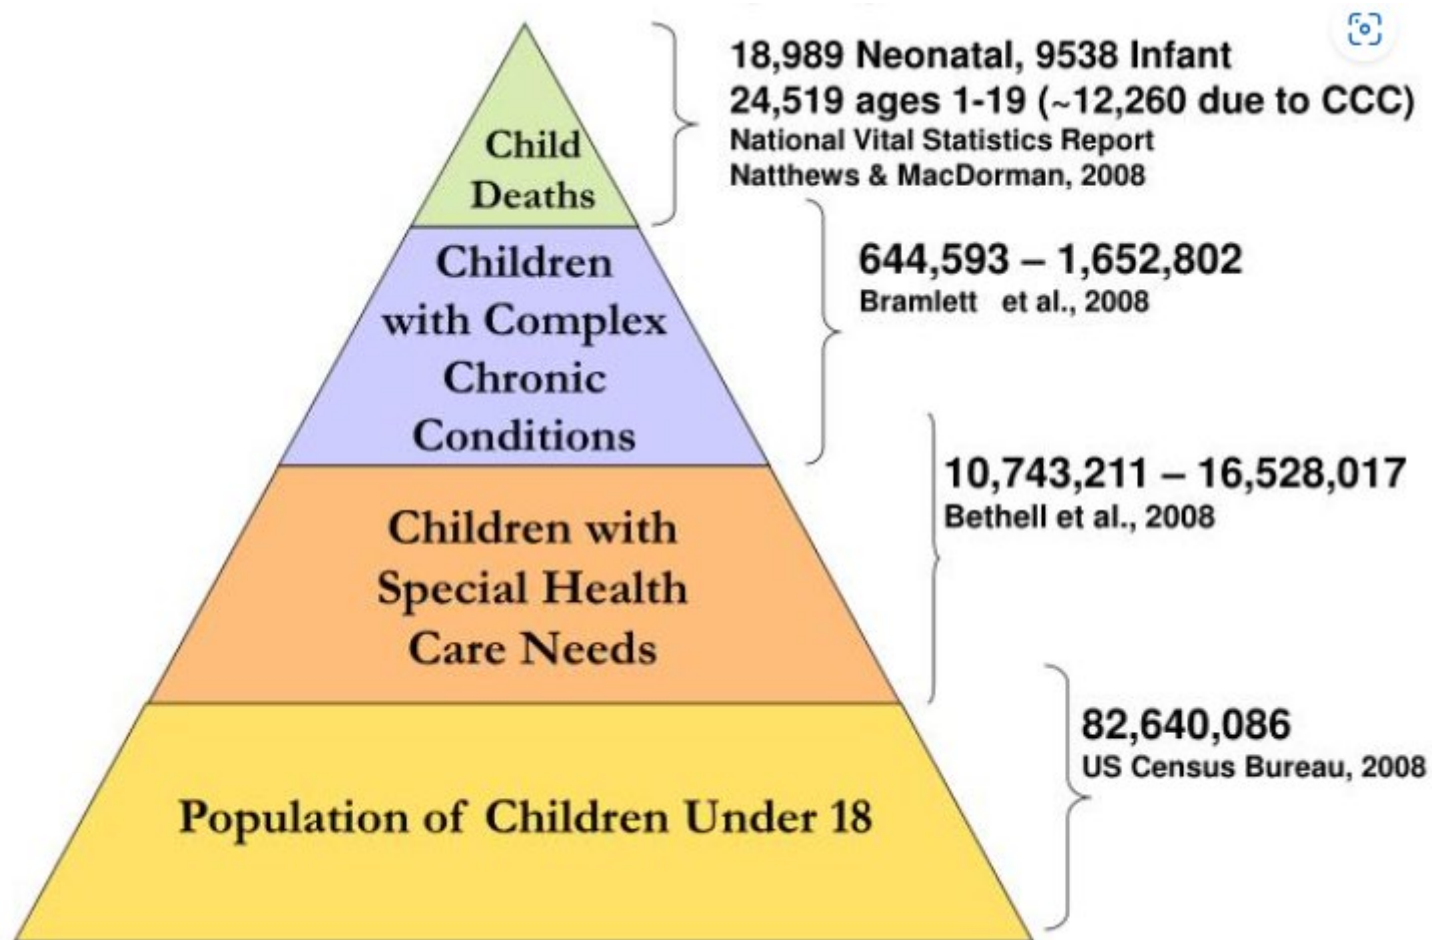 Child
Deaths
18,989 Neonatal, 9538 Infant
24,519 ages 1-19 (~12,260 due to CCC)
National Vital Statistics Report
Natthews & MacDorman, 2008
Children
with Complex
Chronic
Conditions
644,593 – 1,652,802
Bramlett et al., 2008
Children with
Special Health
Care Needs
10,743,211 – 16,528,017
Bethell et al., 2008
Population of Children Under 18
82,640,086
US Census Bureau, 2008